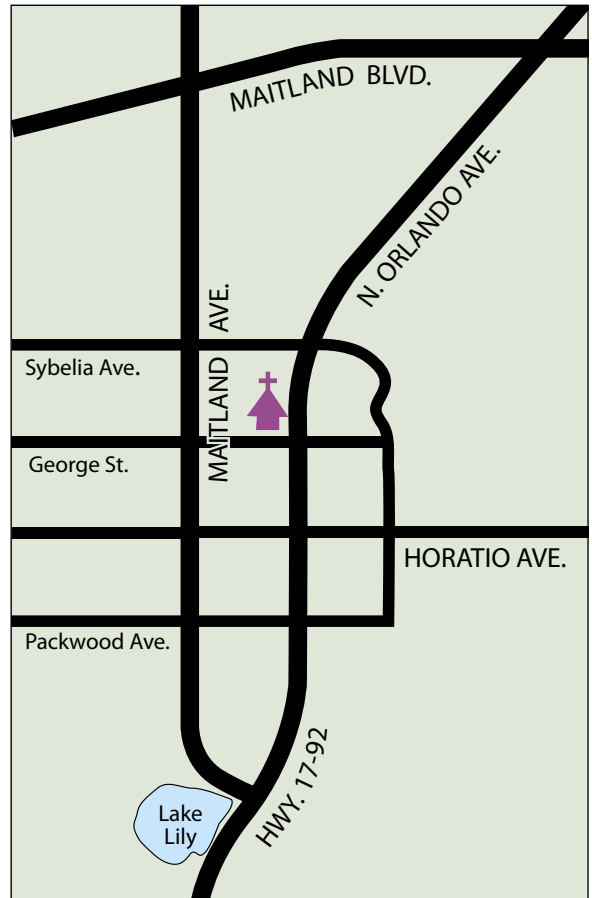 MAITLAND BLVD.
N. ORLANDO AVE.
MAITLAND AVE.
Sybelia Ave.
George St.
HORATIO AVE.
Packwood Ave.
HWY. 17-92
Lake
Lily